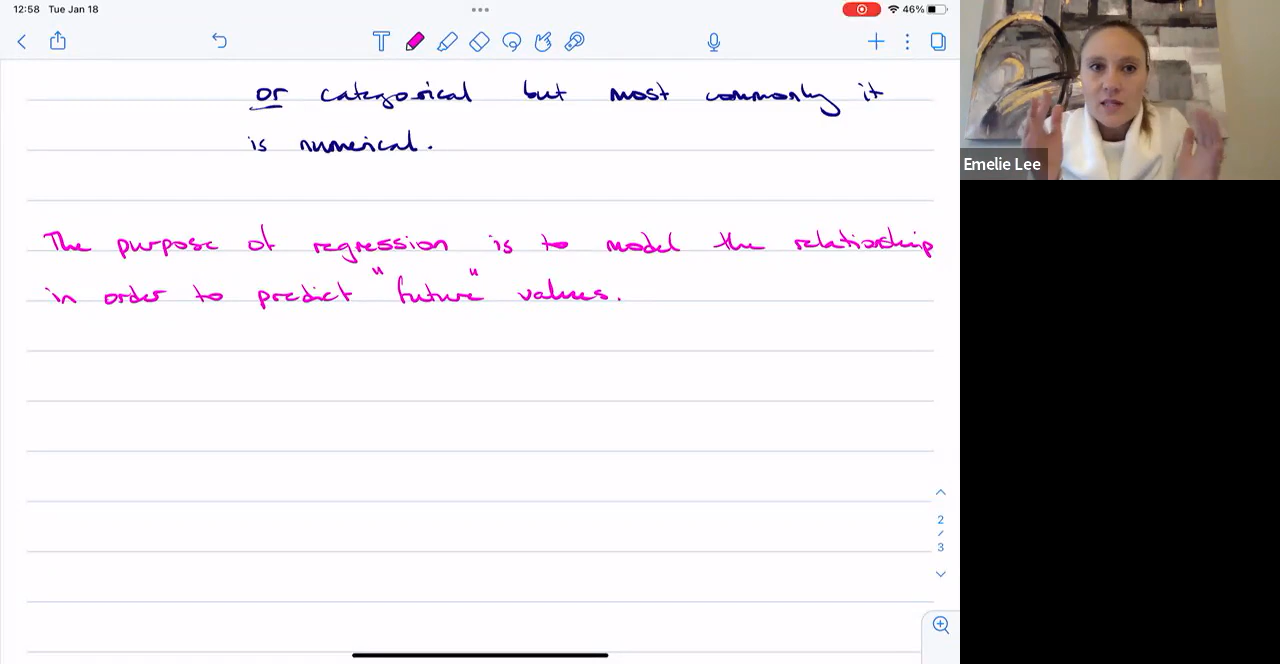 12:58 Tue Jan 18
46%
or categorical but most commonly it
is numerical.
The purpose of regression is to model the relationship
in order to predict "future" values.
Emelie Lee
2
/
3